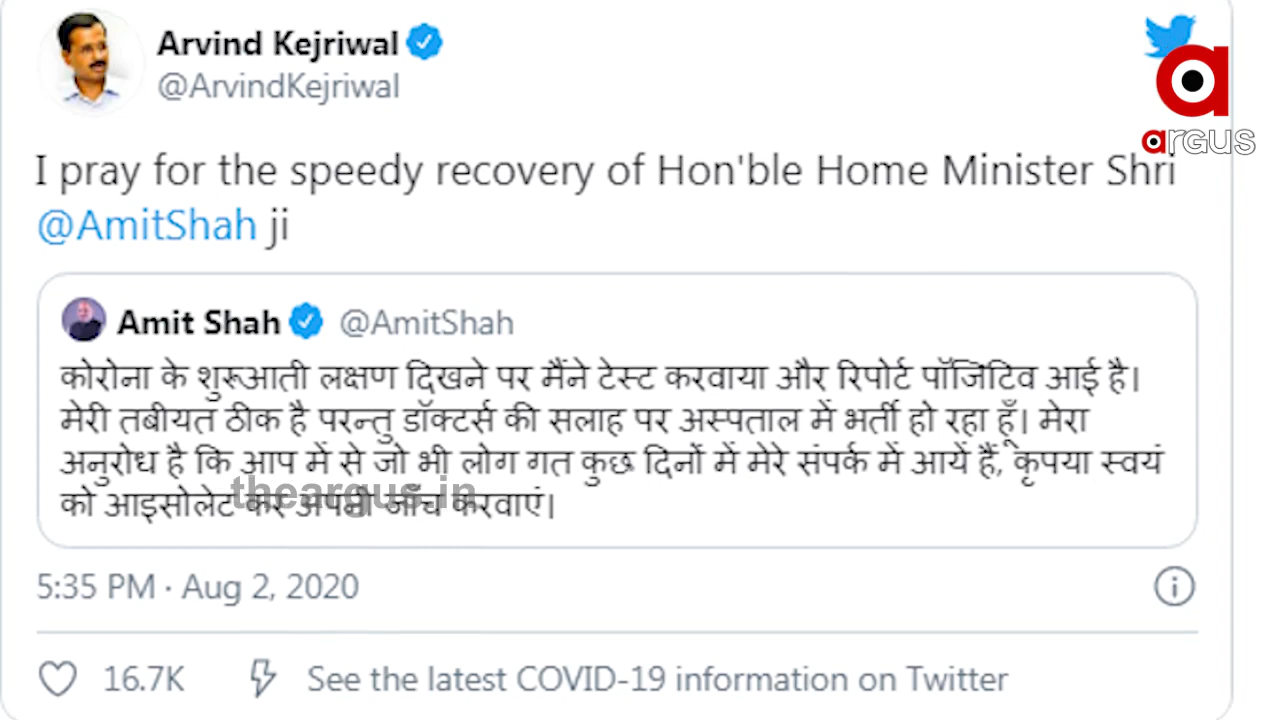 Arvind Kejriwal
@ArvindKejriwal
argus
I pray for the speedy recovery of Hon'ble Home Minister Shri
@AmitShah ji
Amit Shah @AmitShah
कोरोना के शुरूआती लक्षण दिखने पर मैंने टेस्ट करवाया और रिपोर्ट पॉजिटिव आई है।
मेरी तबीयत ठीक है परन्तु डॉक्टर्स की सलाह पर अस्पताल में भर्ती हो रहा हूँ। मेरा
अनुरोध है कि आप में से जो भी लोग गत कुछ दिनों में मेरे संपर्क में आयें हैं, कृपया स्वयं
को आइसोलेट कर अपनी जाँच करवाएं।
theargus.in
5:35 PM · Aug 2, 2020
16.7K See the latest COVID-19 information on Twitter